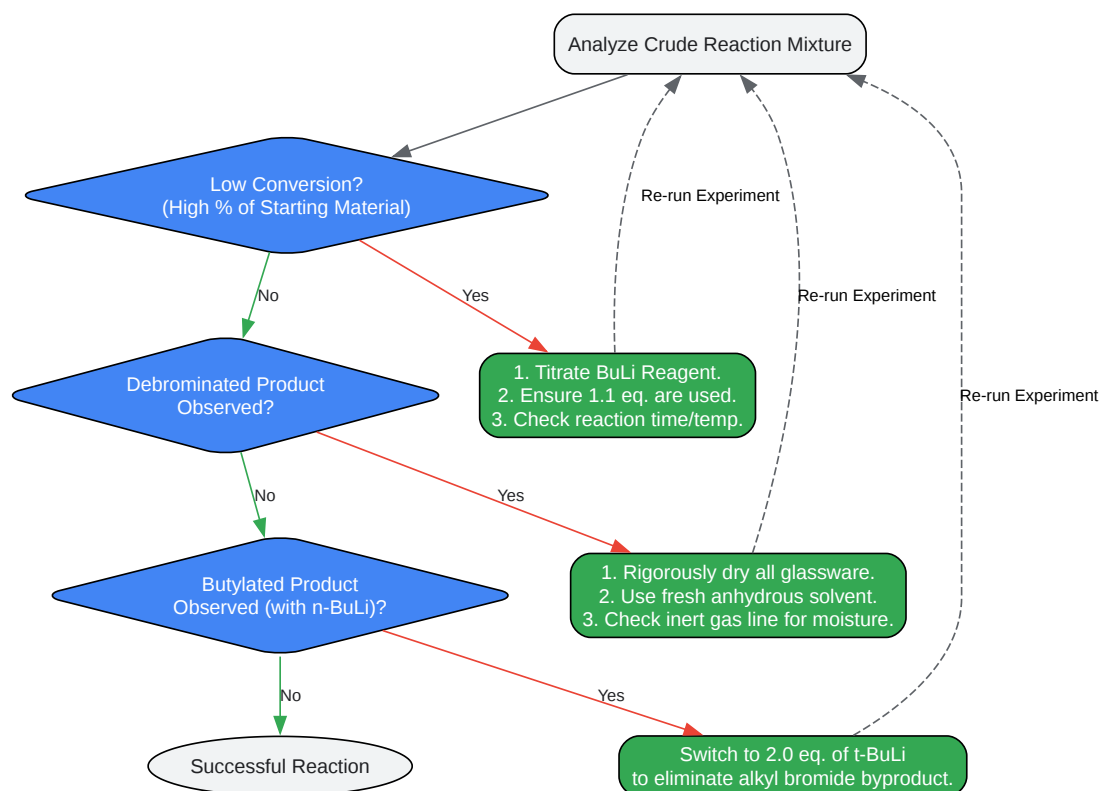 Analyze Crude Reaction Mixture
Low Conversion?
(High % of Starting Material)
Re-run Experiment
No
Yes
Re-run Experiment
1. Titrate BuLi Reagent.
2. Ensure 1.1 eq. are used.
3. Check reaction time/temp.
Debrominated Product
Observed?
Re-run Experiment
No
Yes
1. Rigorously dry all glassware.
2. Use fresh anhydrous solvent.
3. Check inert gas line for moisture.
Butylated Product
Observed (with n-BuLi)?
No
Yes
Successful Reaction
Switch to 2.0 eq. of t-BuLi
to eliminate alkyl bromide byproduct.